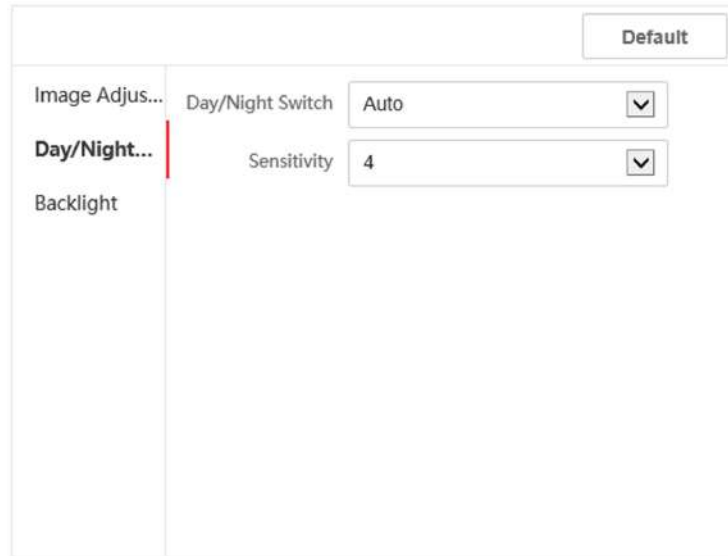 Default
Image Adjus...
Day/Night Switch
Auto
Day/Night...
Sensitivity
4
Backlight